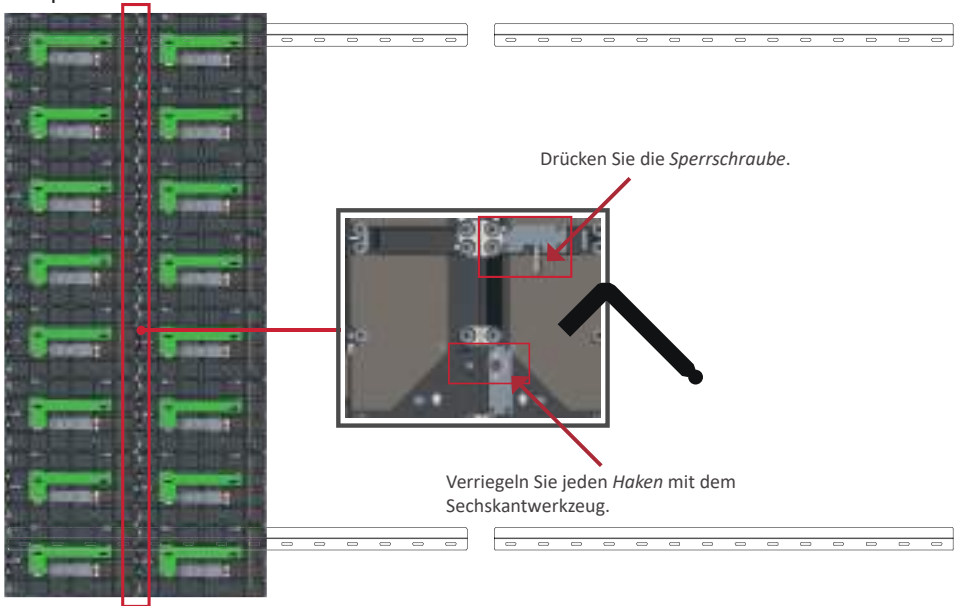 Drücken Sie die Sperrschraube.
Verriegeln Sie jeden Haken mit dem
Sechskantwerkzeug.